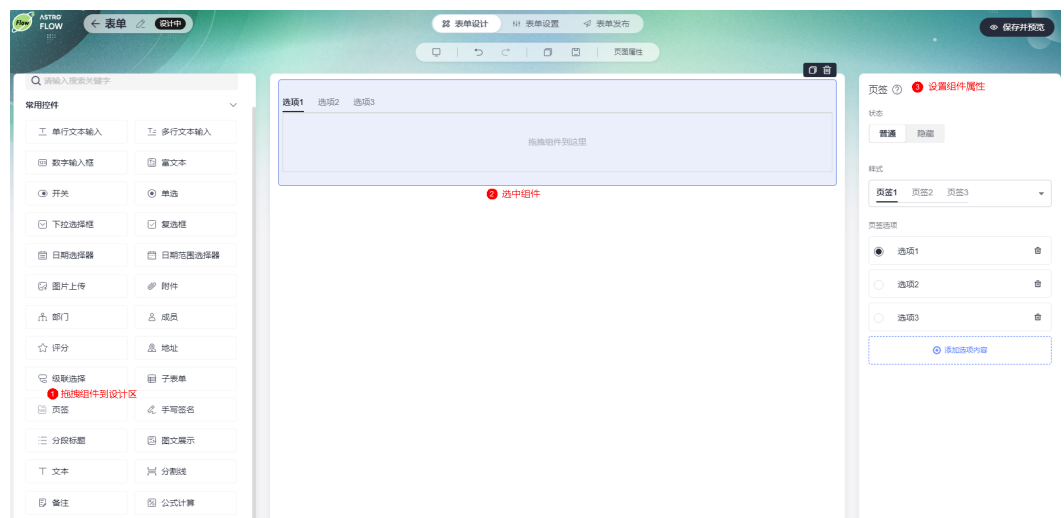 Flow ASTRO FLOW 表单 设计中 表单设计 表单设置 表单发布 保存并预览
页面属性
请输入搜索关键字
常用控件
单行文本输入 多行文本输入
数字输入框 富文本
开关 单选
下拉选择框 复选框
日期选择器 日期范围选择器
图片上传 附件
部门 成员
评分 地址
级联选择 子表单
1 拖拽组件到设计区
页签 手写签名
分段标题 图文展示
文本 分割线
备注 公式计算
选项1 选项2 选项3
拖拽组件到这里
2 选中组件
页签 3 设置组件属性
状态
普通 隐藏
样式
页签1 页签2 页签3
页签选项
选项1
选项2
选项3
添加选项内容